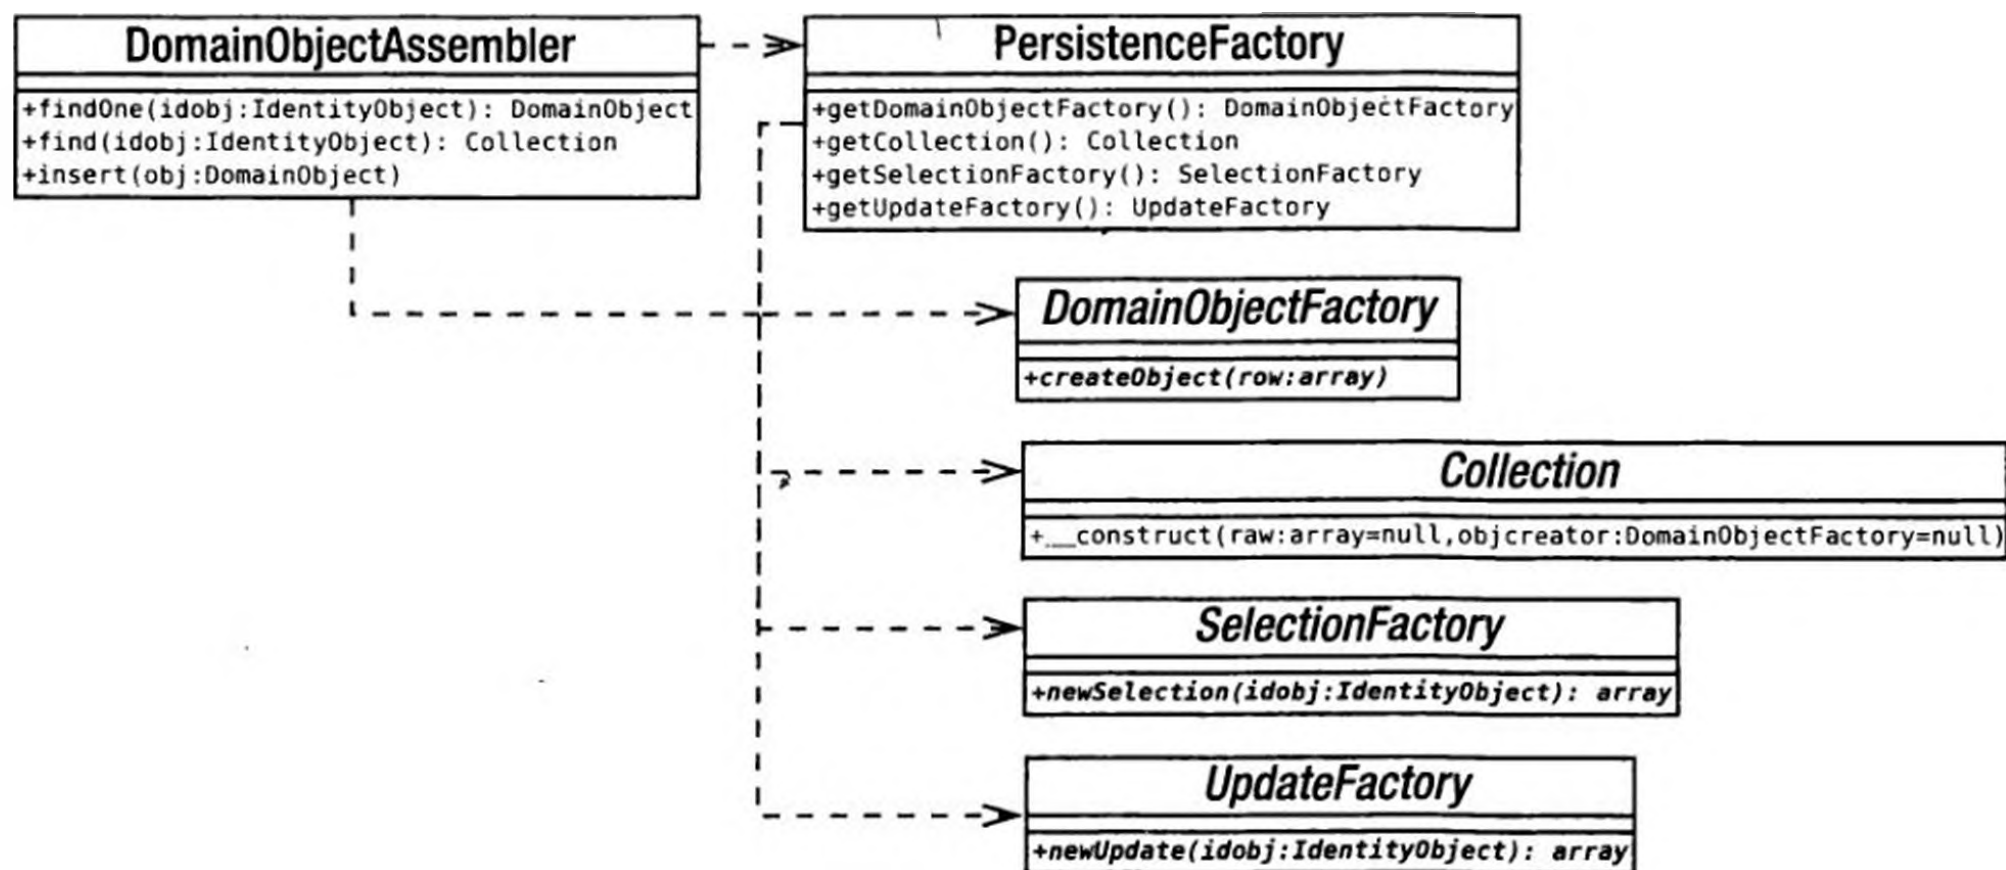 DomainObjectAssembler
+findOne(idobj:IdentityObject): DomainObject
+find(idobj:IdentityObject): Collection
+insert(obj:DomainObject)
PersistenceFactory
+getDomainObjectFactory(): DomainObjectFactory
+getCollection(): Collection
+getSelectionFactory(): SelectionFactory
+getUpdateFactory(): UpdateFactory
DomainObjectFactory
+createObject(row:array)
Collection
+__construct(raw:array=null,objcreator:DomainObjectFactory=null)
SelectionFactory
+newSelection(idobj:IdentityObject): array
UpdateFactory
+newUpdate(idobj:IdentityObject): array